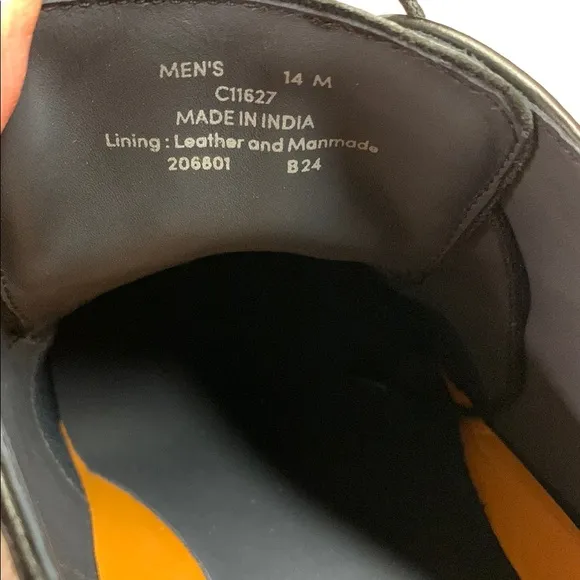 MEN'S 14 M
C11627
MADE IN INDIA
Lining: Leather and Manmade
206801 B24